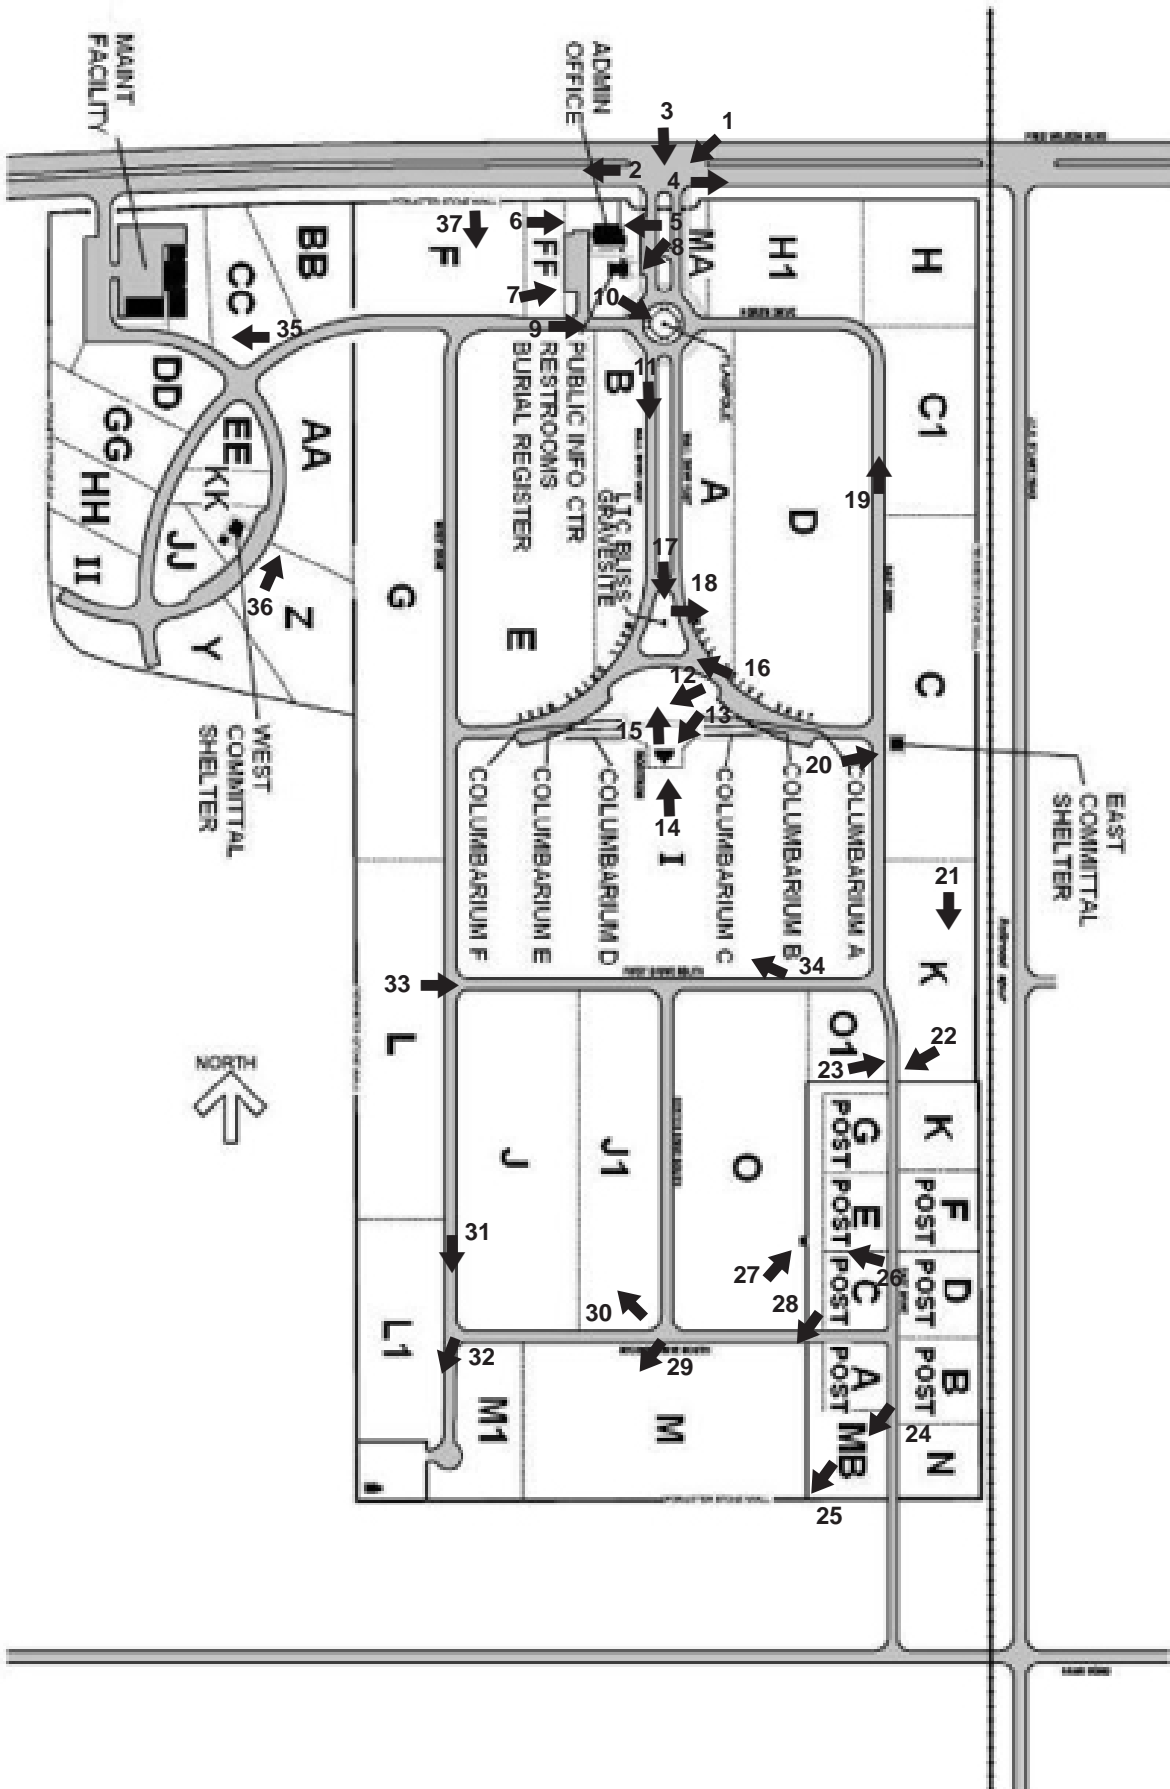 MAINT
FACILITY
ADMIN
OFFICE
3
1
2
4
37
6
5
8
7
10
9
35
11
19
17
18
36
16
12
13
15
20
14
21
34
33
22
23
31
27
26
30
28
32
29
24
25
BB
CC
F
FF
MA
H1
H
DD
GG
HH
II
EE
KK
JJ
AA
Z
Y
G
E
B
A
D
C1
C
PUBLIC INFO CTR
RESTROOMS
BURIAL REGISTER
FLAGPOLE
LTC BLISS
GRAVESITE
WEST
COMMITTAL
SHELTER
EAST
COMMITTAL
SHELTER
COLUMBARIUM F
COLUMBARIUM E
COLUMBARIUM D
COLUMBARIUM C
COLUMBARIUM B
COLUMBARIUM A
I
K
L
NORTH
J
J1
O
O1
POST
G
K
POST
E
POST
F
POST
C
POST
D
POST
A
POST
B
L1
M1
M
MB
N